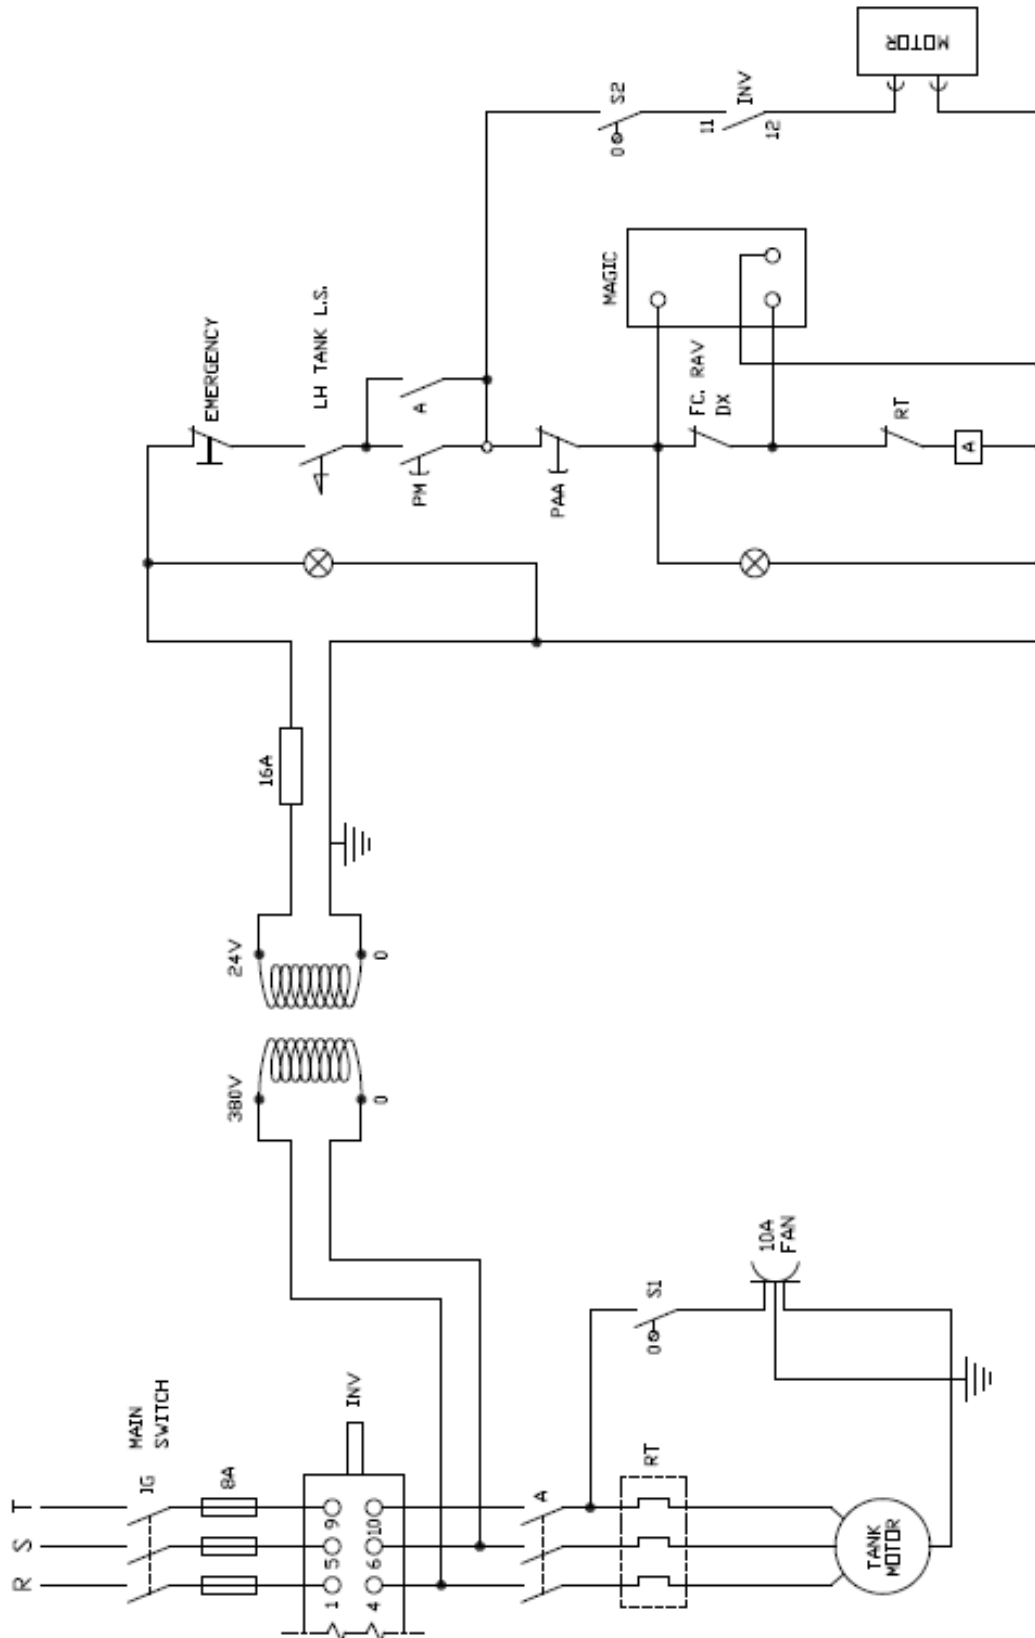 R
S
T
MAIN
SWITCH
IG
8A
INV
1
5
9
4
6
10
A
RT
TANK
MOTOR
S1
0
10A
FAN
380V
0
24V
0
16A
EMERGENCY
LH TANK L.S.
PM
A
PAA
FC. RAV
DX
RT
A
MAGIC
S2
0
11
INV
12
MOTOR